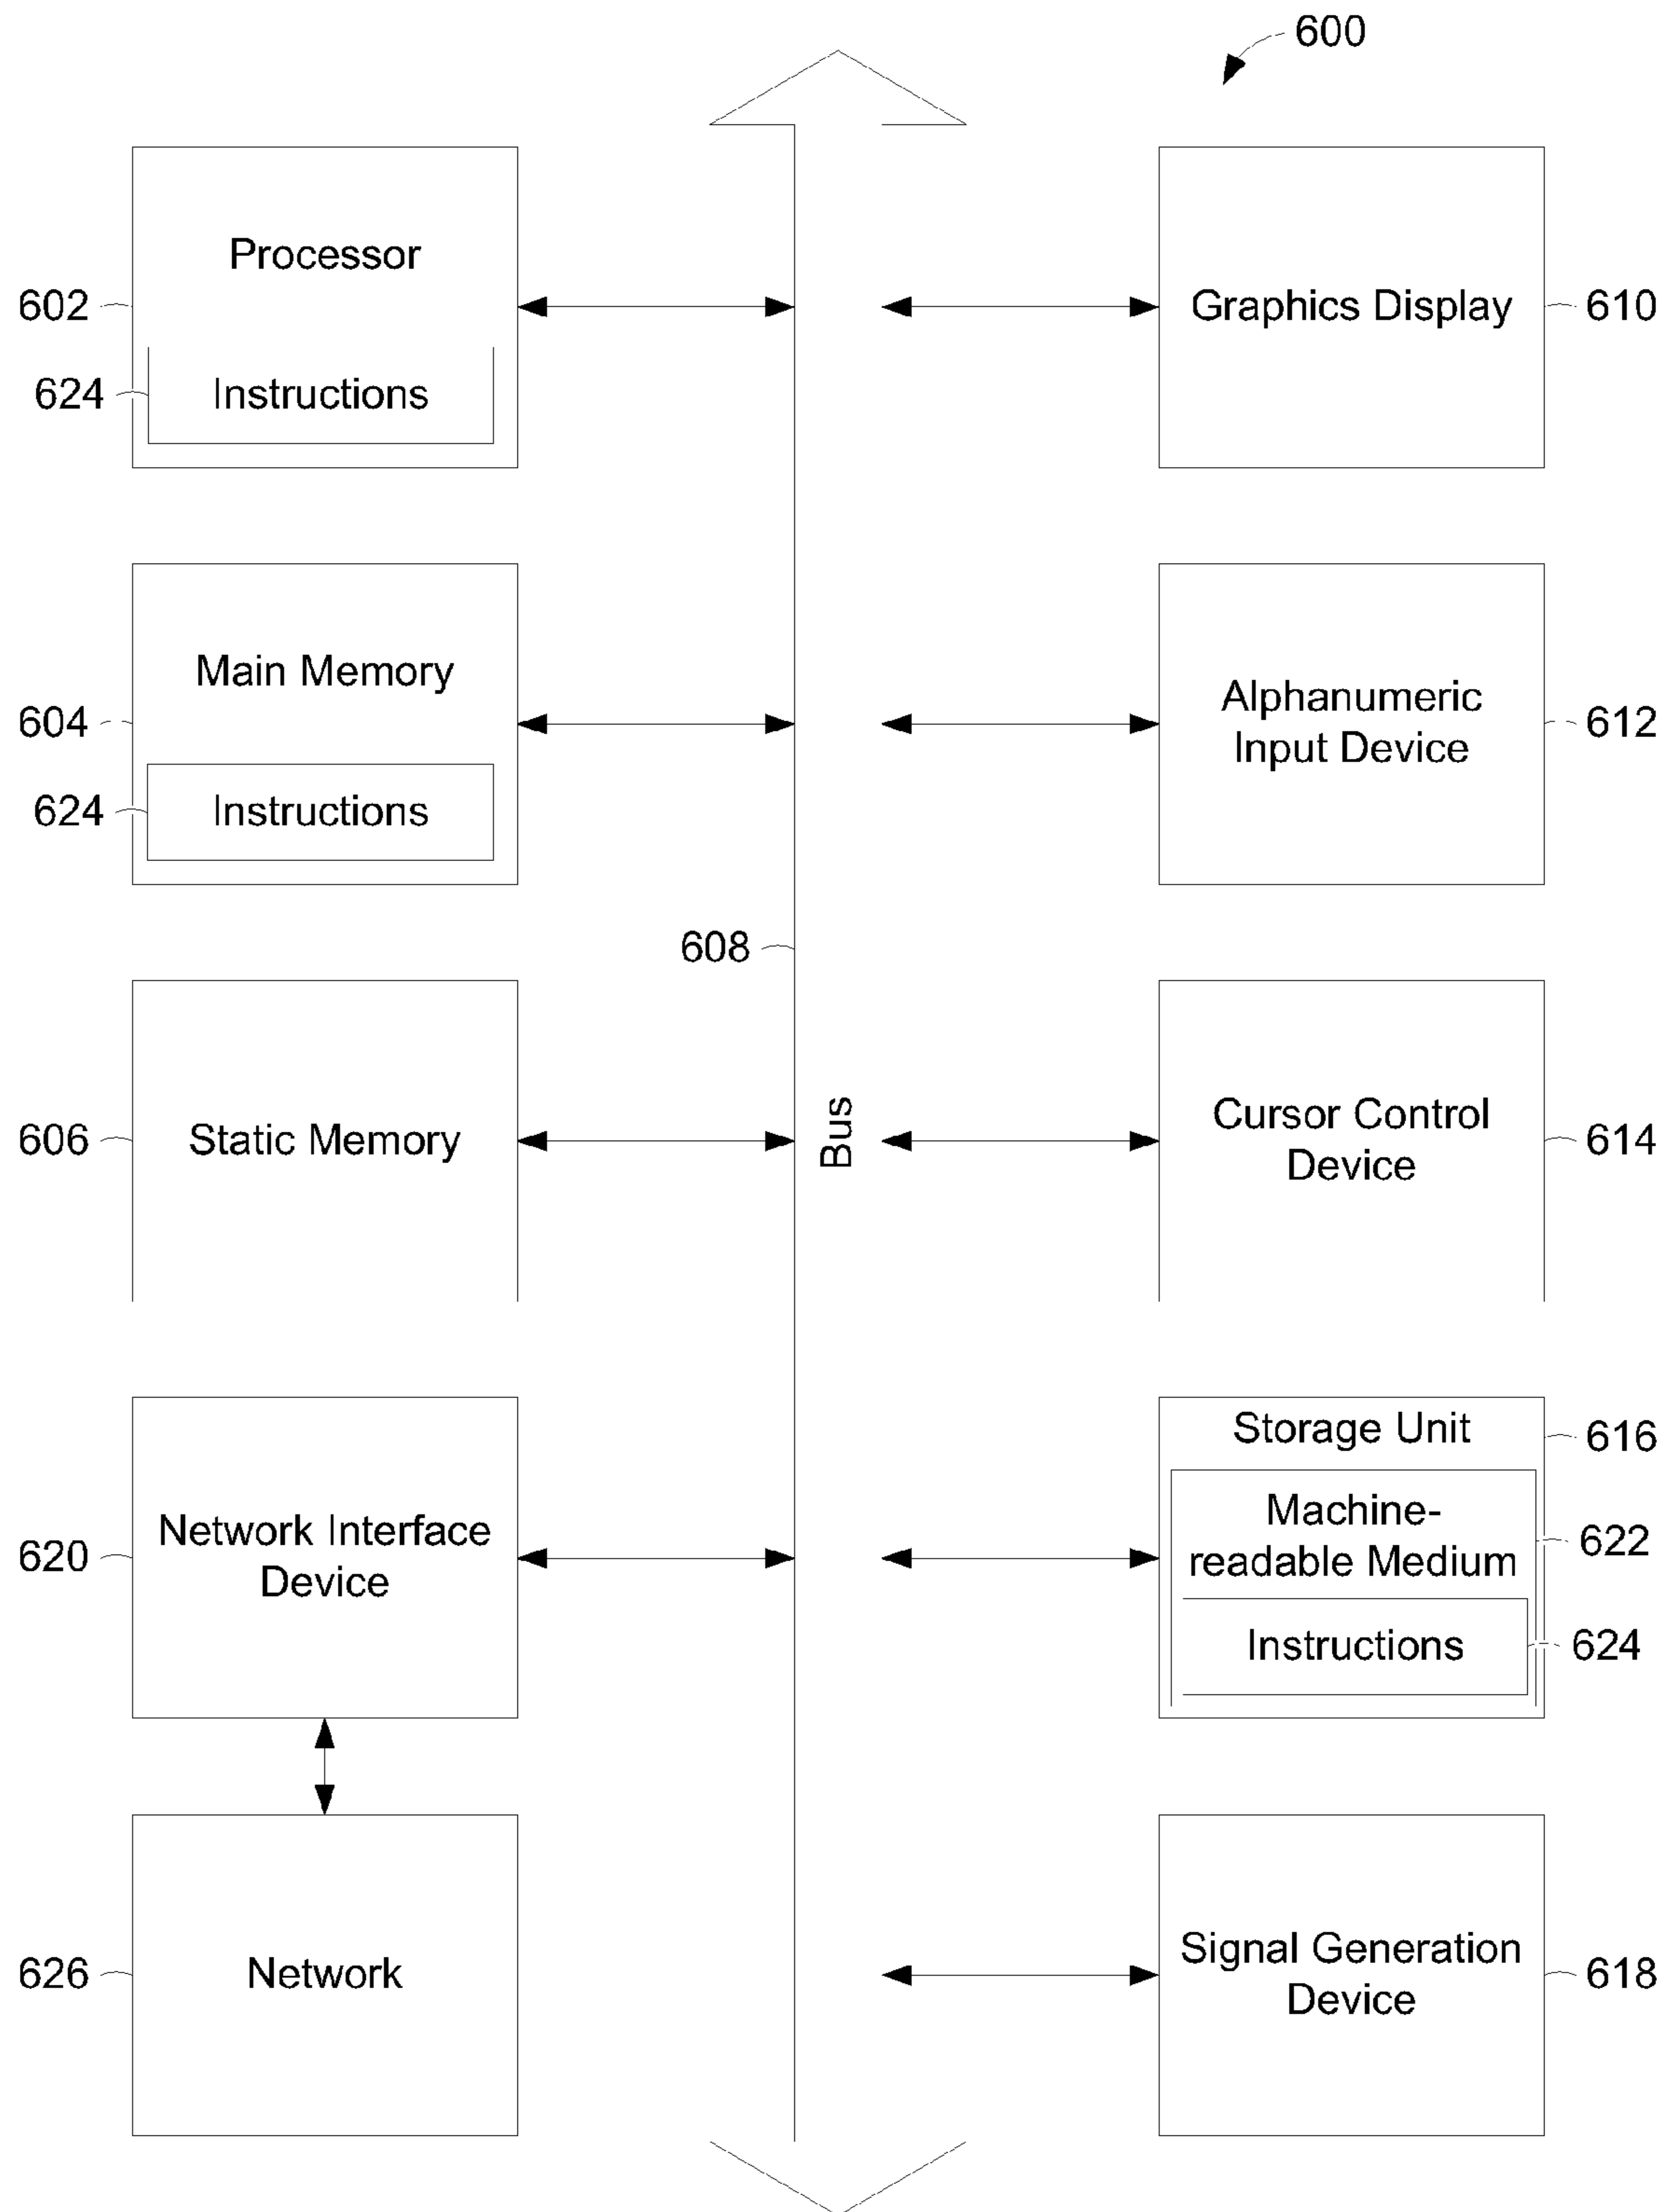 600
Processor
602
624
Instructions
Graphics Display
610
Main Memory
604
624
Instructions
Alphanumeric
Input Device
612
608
Bus
Static Memory
606
Cursor Control
Device
614
Network Interface
Device
620
Storage Unit
616
Machine-
readable Medium
622
Instructions
624
Network
626
Signal Generation
Device
618